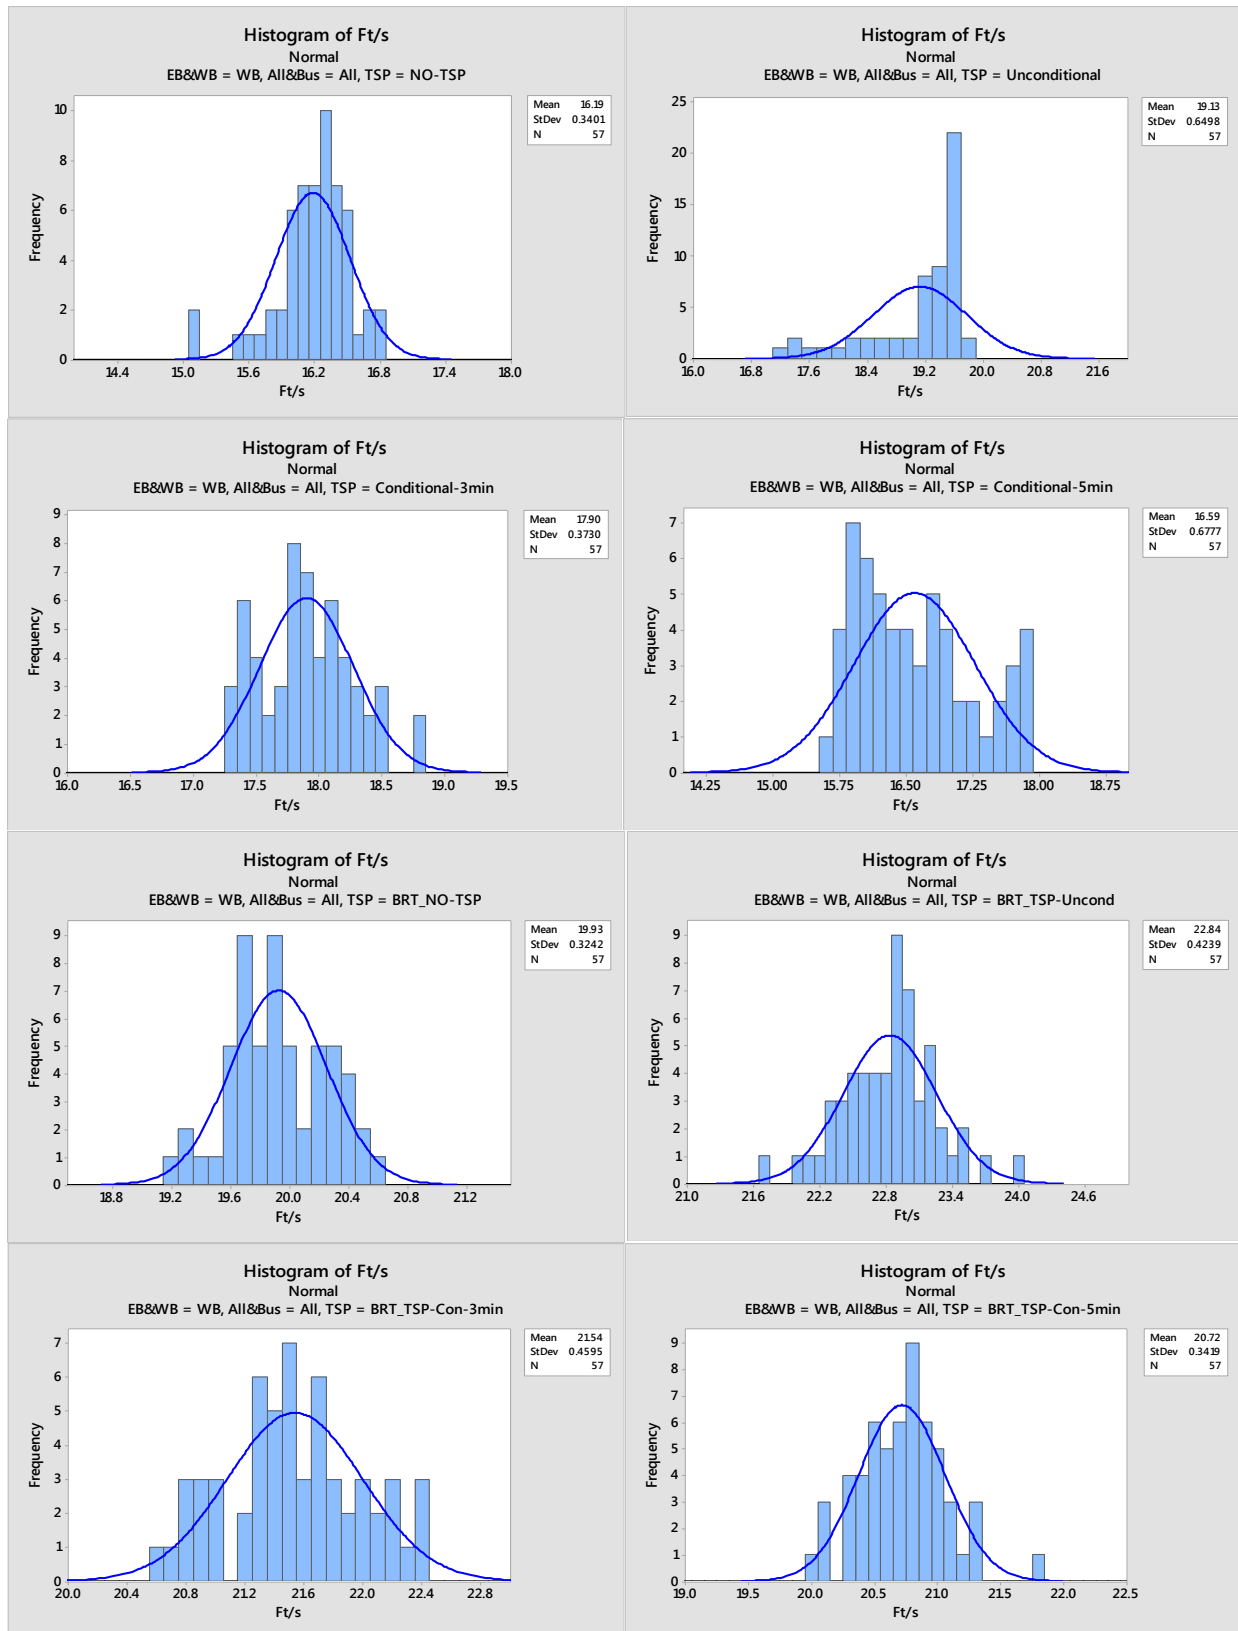 Histogram of Ft/s
Normal
EB&WB = WB, All&Bus = All, TSP = NO-TSP
Mean 16.19
StDev 0.3401
N 57
Frequency
10
8
6
4
2
0
14.4 15.0 15.6 16.2 16.8 17.4 18.0
Ft/s
Histogram of Ft/s
Normal
EB&WB = WB, All&Bus = All, TSP = Unconditional
Mean 19.13
StDev 0.6498
N 57
Frequency
25
20
15
10
5
0
16.0 16.8 17.6 18.4 19.2 20.0 20.8 21.6
Ft/s
Histogram of Ft/s
Normal
EB&WB = WB, All&Bus = All, TSP = Conditional-3min
Mean 17.90
StDev 0.3730
N 57
Frequency
9
8
7
6
5
4
3
2
1
0
16.0 16.5 17.0 17.5 18.0 18.5 19.0 19.5
Ft/s
Histogram of Ft/s
Normal
EB&WB = WB, All&Bus = All, TSP = Conditional-5min
Mean 16.59
StDev 0.6777
N 57
Frequency
7
6
5
4
3
2
1
0
14.25 15.00 15.75 16.50 17.25 18.00 18.75
Ft/s
Histogram of Ft/s
Normal
EB&WB = WB, All&Bus = All, TSP = BRT_NO-TSP
Mean 19.93
StDev 0.3242
N 57
Frequency
9
8
7
6
5
4
3
2
1
0
18.8 19.2 19.6 20.0 20.4 20.8 21.2
Ft/s
Histogram of Ft/s
Normal
EB&WB = WB, All&Bus = All, TSP = BRT_TSP-Uncond
Mean 22.84
StDev 0.4239
N 57
Frequency
9
8
7
6
5
4
3
2
1
0
21.0 21.6 22.2 22.8 23.4 24.0 24.6
Ft/s
Histogram of Ft/s
Normal
EB&WB = WB, All&Bus = All, TSP = BRT_TSP-Con-3min
Mean 21.54
StDev 0.4595
N 57
Frequency
7
6
5
4
3
2
1
0
20.0 20.4 20.8 21.2 21.6 22.0 22.4 22.8
Ft/s
Histogram of Ft/s
Normal
EB&WB = WB, All&Bus = All, TSP = BRT_TSP-Con-5min
Mean 20.72
StDev 0.3419
N 57
Frequency
9
8
7
6
5
4
3
2
1
0
19.0 19.5 20.0 20.5 21.0 21.5 22.0 22.5
Ft/s